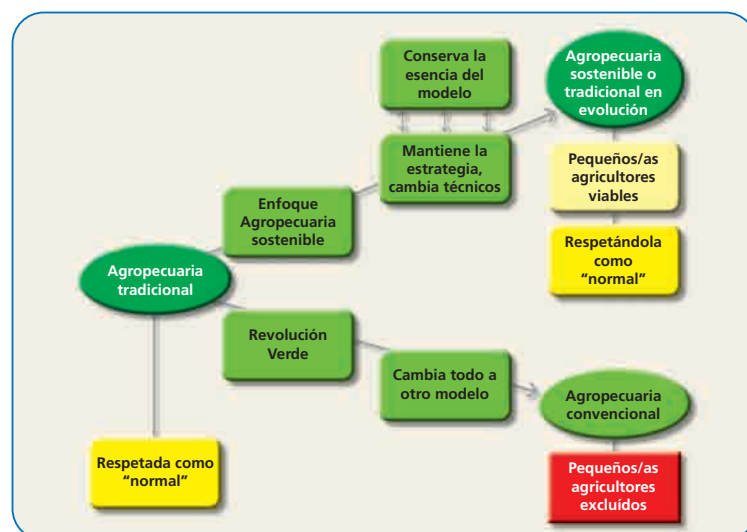 Conserva la
esencia del
modelo
Agropecuaria
sostenible o
tradicional en
evolución
Mantiene la
estrategia,
cambia técnicos
Pequeños/as
agricultores
viables
Enfoque
Agropecuaria
sostenible
Respetándola
como
“normal”
Agropecuaria
tradicional
Revolución
Verde
Cambia todo a
otro modelo
Agropecuaria
convencional
Respetada como
“normal”
Pequeños/as
agricultores
excluídos